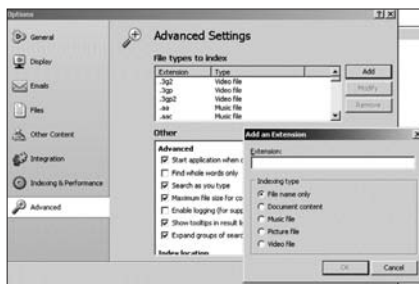 Options
General
Display
Emails
Files
Other Content
Integration
Indexing & Performance
Advanced
Advanced Settings
File types to index
Extension Type
.3g2 Video file
.3gp Video file
.3gp2 Video file
.aa Music file
.aac Music file
Add
Modify
Remove
Other
Advanced
Start application when
Find whole words only
Search as you type
Maximum file size for co
Enable logging (for supp
Show tooltips in result li
Expand groups of searc
Index location
Add an Extension
Extension:
Indexing type
File name only
Document content
Music file
Picture file
Video file
OK
Cancel